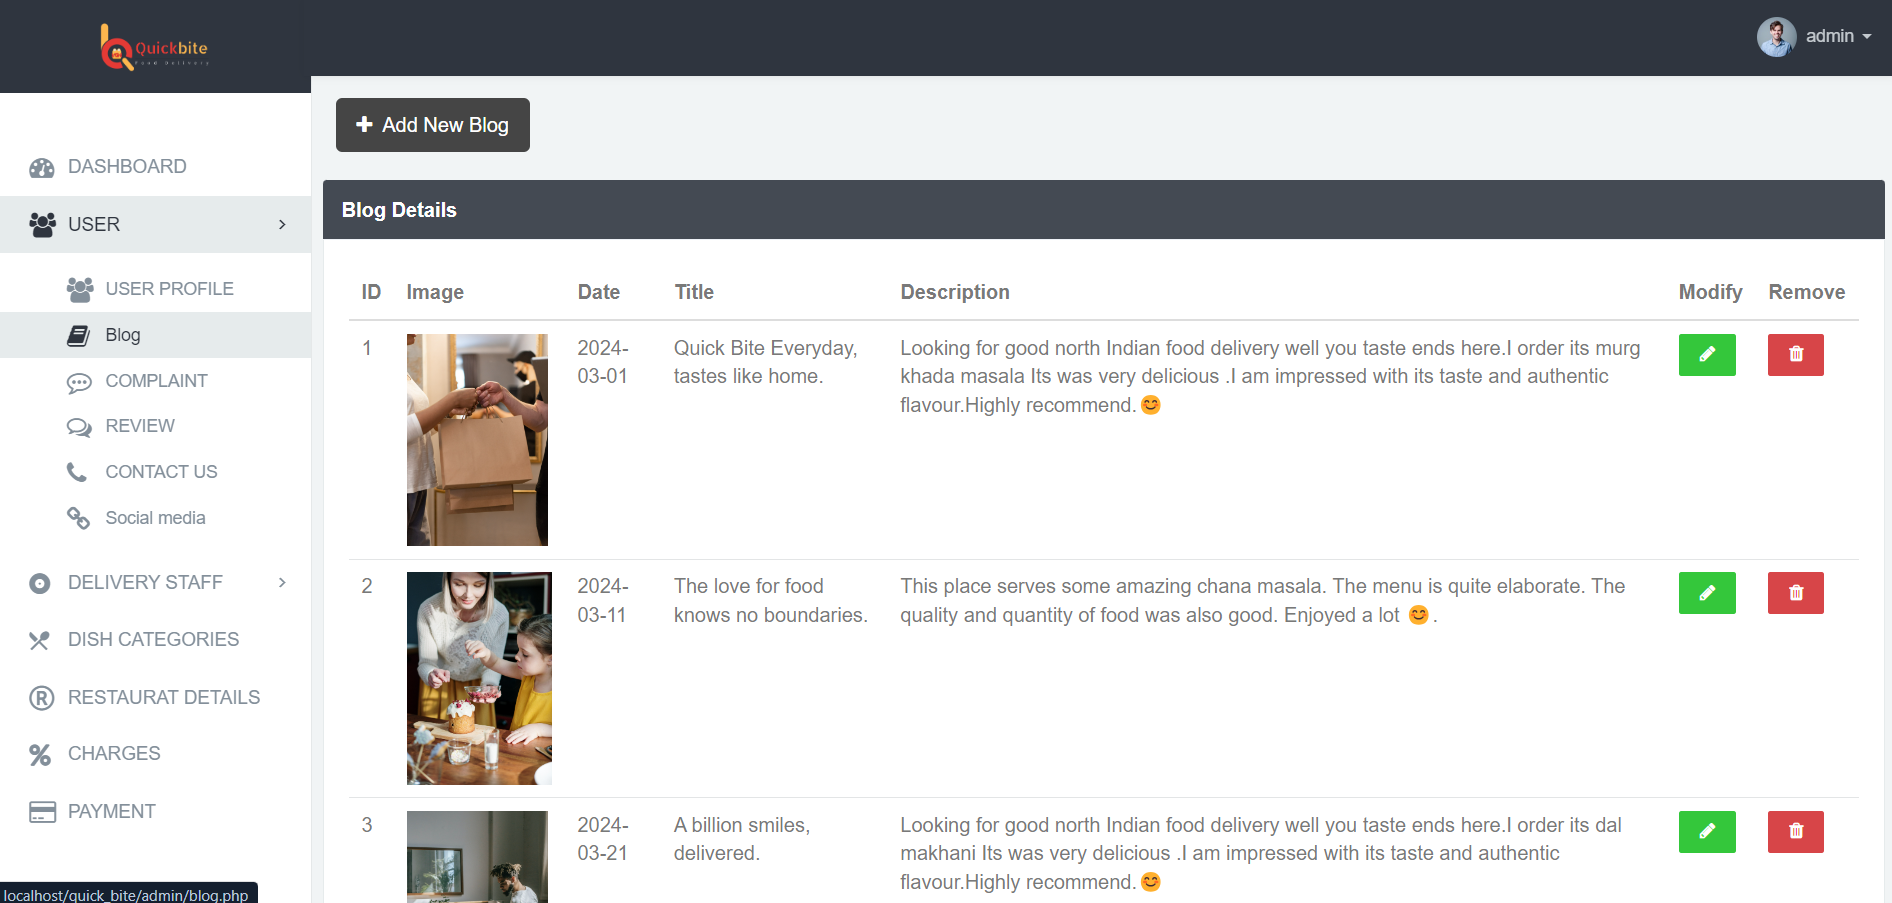 Quickbite
Food Delivery
admin
DASHBOARD
USER
USER PROFILE
Blog
COMPLAINT
REVIEW
CONTACT US
Social media
DELIVERY STAFF
DISH CATEGORIES
RESTAURAT DETAILS
CHARGES
PAYMENT
localhost/quick_bite/admin/blog.php
Add New Blog
Blog Details
ID Image Date Title Description Modify Remove
1 2024- Quick Bite Everyday, Looking for good north Indian food delivery well you taste ends here.I order its murg
03-01 tastes like home. khada masala Its was very delicious .I am impressed with its taste and authentic
flavour.Highly recommend.😊
2 2024- The love for food This place serves some amazing chana masala. The menu is quite elaborate. The
03-11 knows no boundaries. quality and quantity of food was also good. Enjoyed a lot 😊.
3 2024- A billion smiles, Looking for good north Indian food delivery well you taste ends here.I order its dal
03-21 delivered. makhani Its was very delicious .I am impressed with its taste and authentic
flavour.Highly recommend.😊